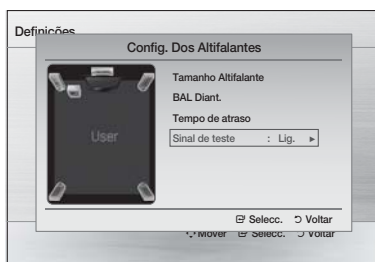 Definições
Config. Dos Altifalantes
Tamanho Altifalante
BAL Diant.
Tempo de atraso
Sinal de teste : Lig. ►
User
Selecc. Voltar
Mover Selecc. Voltar